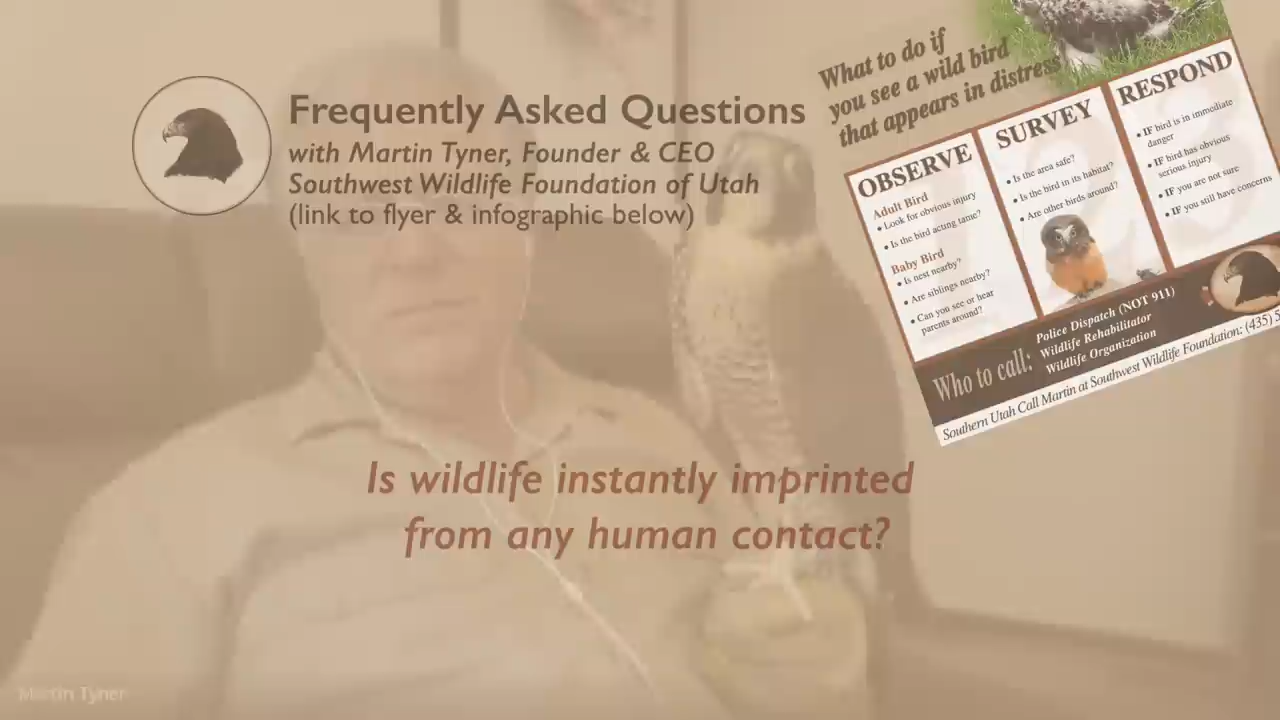 Frequently Asked Questions
with Martin Tyner, Founder & CEO
Southwest Wildlife Foundation of Utah
(link to flyer & infographic below)
What to do if
you see a wild bird
that appears in distress
OBSERVE
Adult Bird
• Look for obvious injury
• Is the bird acting tame?
Baby Bird
• Is nest nearby?
• Are siblings nearby?
• Can you see or hear
parents around?
SURVEY
• Is the area safe?
• Is the bird in its habitat?
• Are other birds around?
RESPOND
• IF bird is in immediate
danger
• IF bird has obvious
serious injury
• IF you are not sure
• IF you still have concerns
Who to call:
Police Dispatch (NOT 911)
Wildlife Rehabilitator
Wildlife Organization
Southern Utah Call Martin at Southwest Wildlife Foundation: (435) 5
Is wildlife instantly imprinted
from any human contact?
Martin Tyner